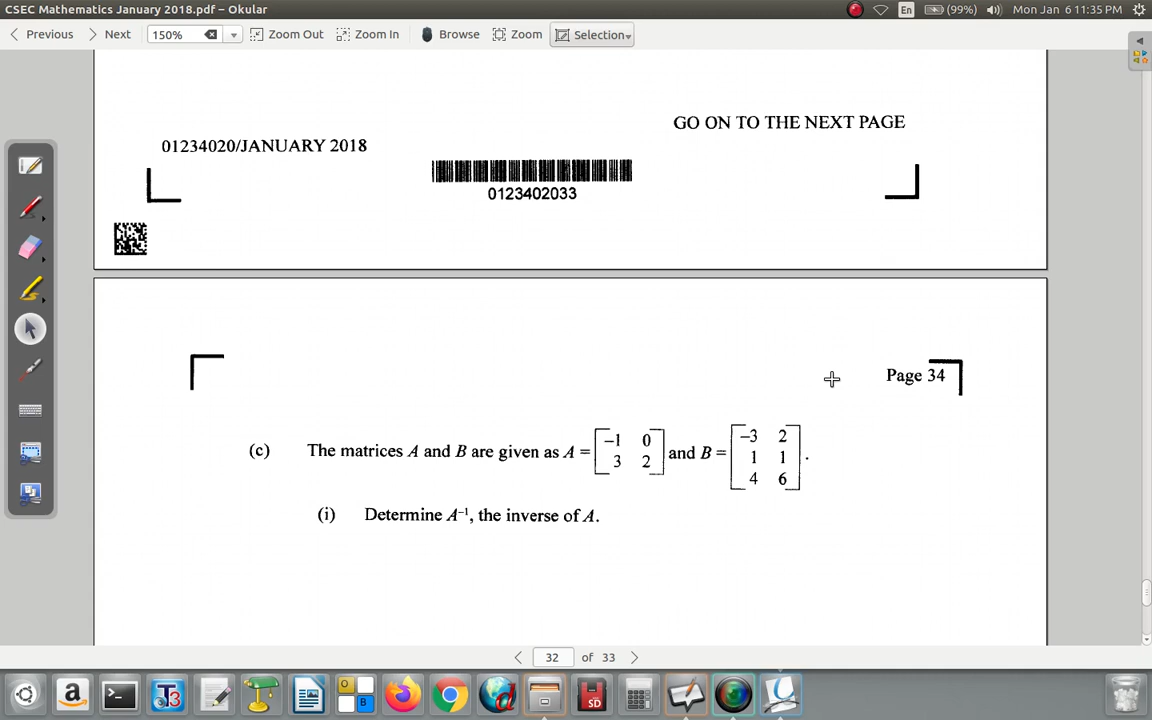 CSEC Mathematics January 2018.pdf – Okular
En (99%) Mon Jan 6 11:35 PM
Previous Next 150% Zoom Out Zoom In Browse Zoom Selection
GO ON TO THE NEXT PAGE
01234020/JANUARY 2018
0123402033
Page 34
(c) The matrices A and B are given as A = [−1 0; 3 2] and B = [−3 2; 1 1; 4 6].
(i) Determine A⁻¹, the inverse of A.
32 of 33